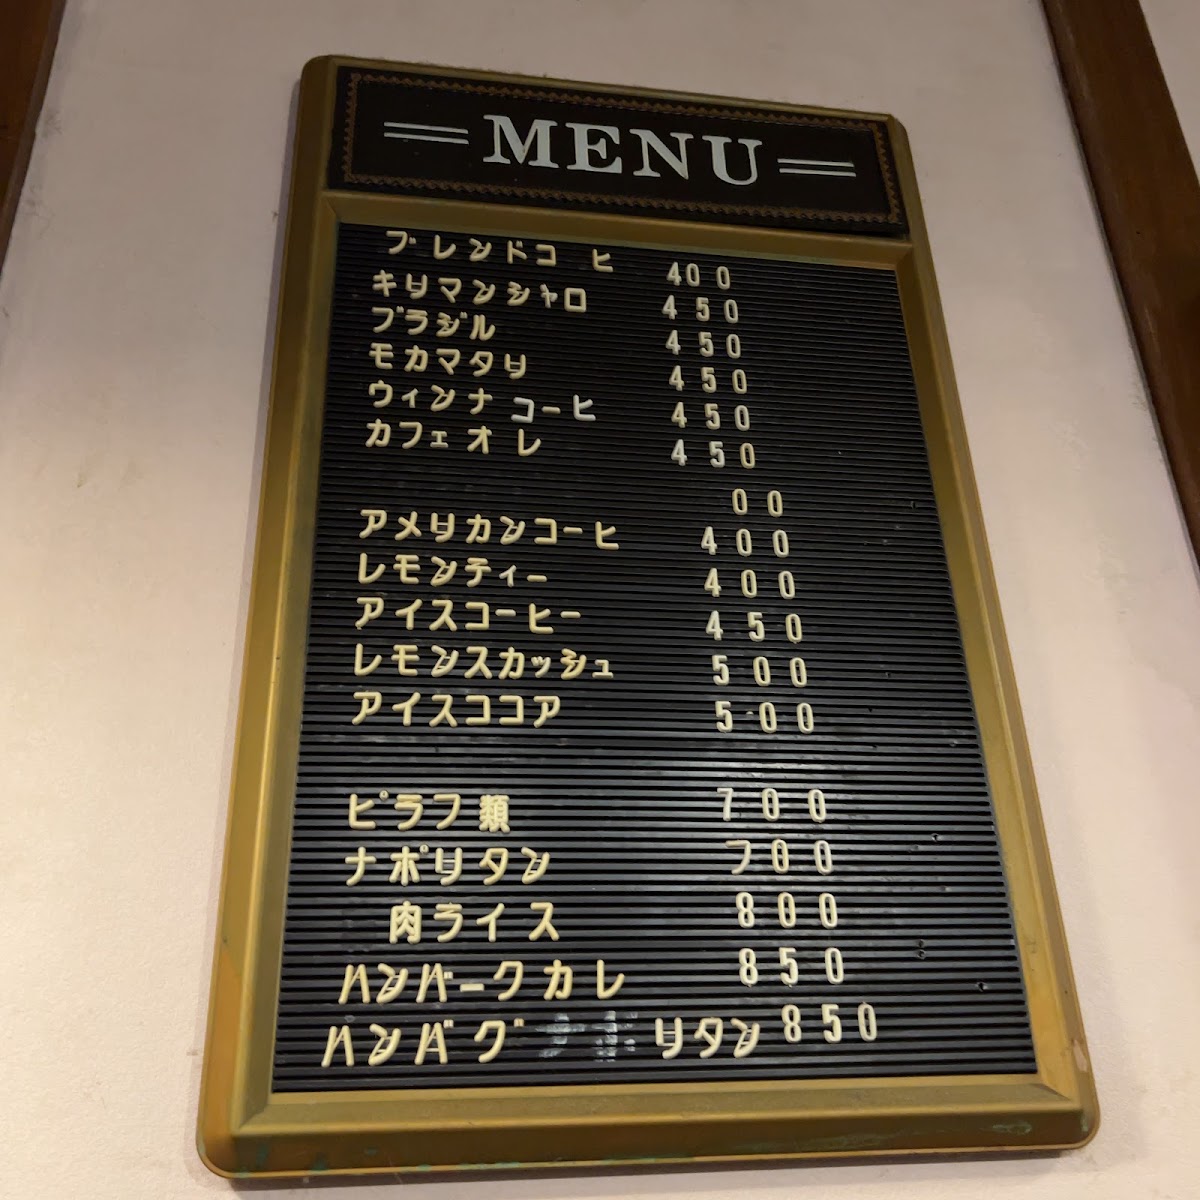 MENU
ブレンドコ ヒ 400
キリマンシャロ 450
ブラジル 450
モカマタリ 450
ウィンナコーヒ 450
カフェオレ 450
00
アメリカンコーヒ 400
レモンティー 400
アイスコーヒー 450
レモンスカッシュ 500
アイスココア 500
ピラフ類 700
ナポリタン 700
肉ライス 800
ハンバークカレ 850
ハンバグ リタン 850